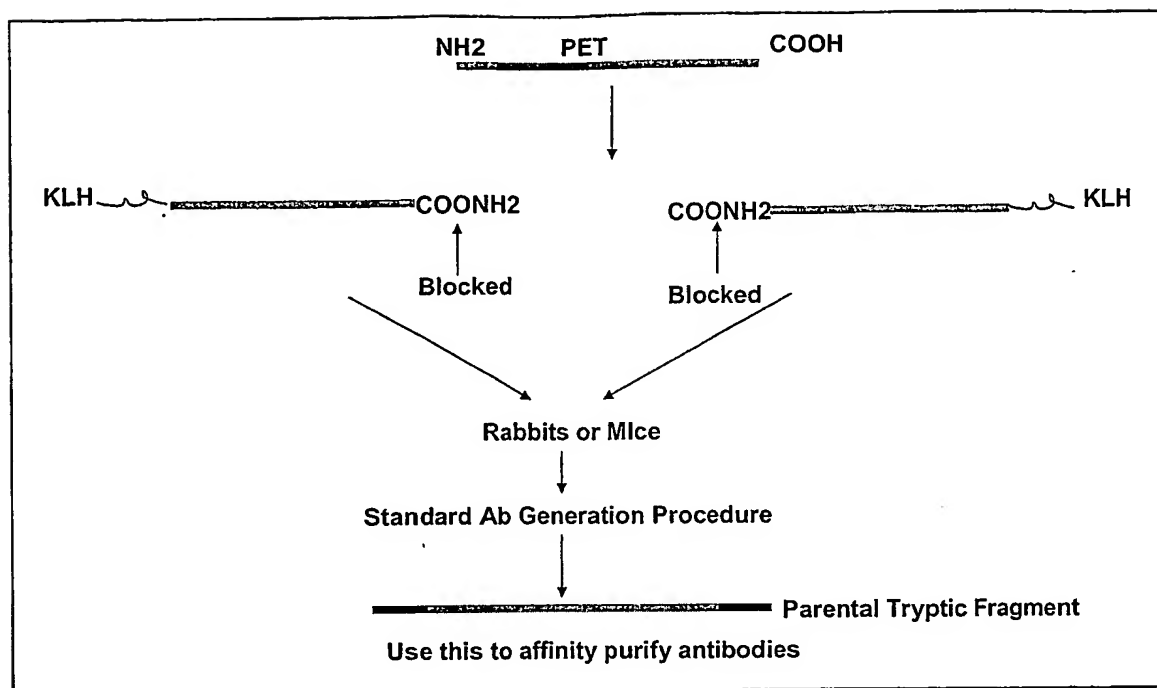 NH2 PET COOH
KLH COONH2 COONH2 KLH
Blocked Blocked
Rabbits or MIce
Standard Ab Generation Procedure
Parental Tryptic Fragment
Use this to affinity purify antibodies